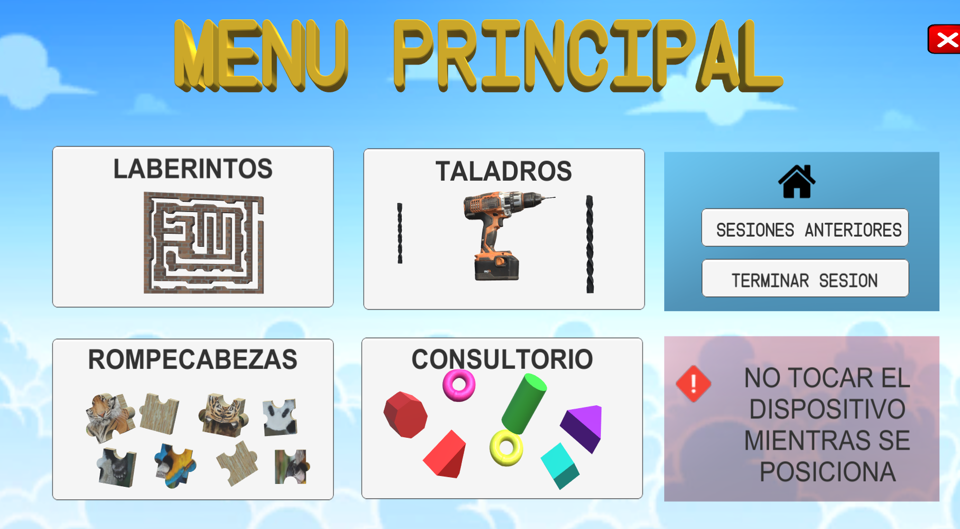 MENU PRINCIPAL
LABERINTOS
TALADROS
SESIONES ANTERIORES
TERMINAR SESION
ROMPECABEZAS
CONSULTORIO
NO TOCAR EL
DISPOSITIVO
MIENTRAS SE
POSICIONA